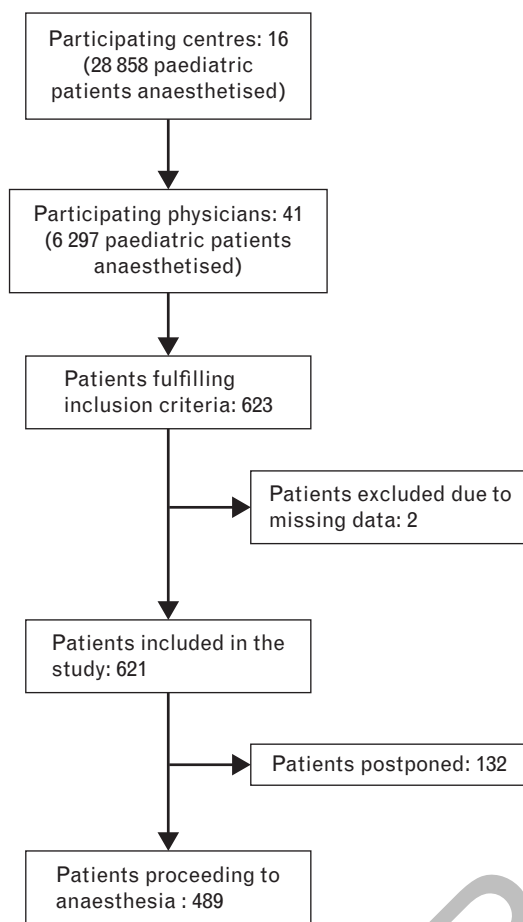 Participating centres: 16
(28 858 paediatric
patients anaesthetised)
Participating physicians: 41
(6 297 paediatric patients
anaesthetised)
Patients fulfilling
inclusion criteria: 623
Patients excluded due to
missing data: 2
Patients included in the
study: 621
Patients postponed: 132
Patients proceeding to
anaesthesia : 489